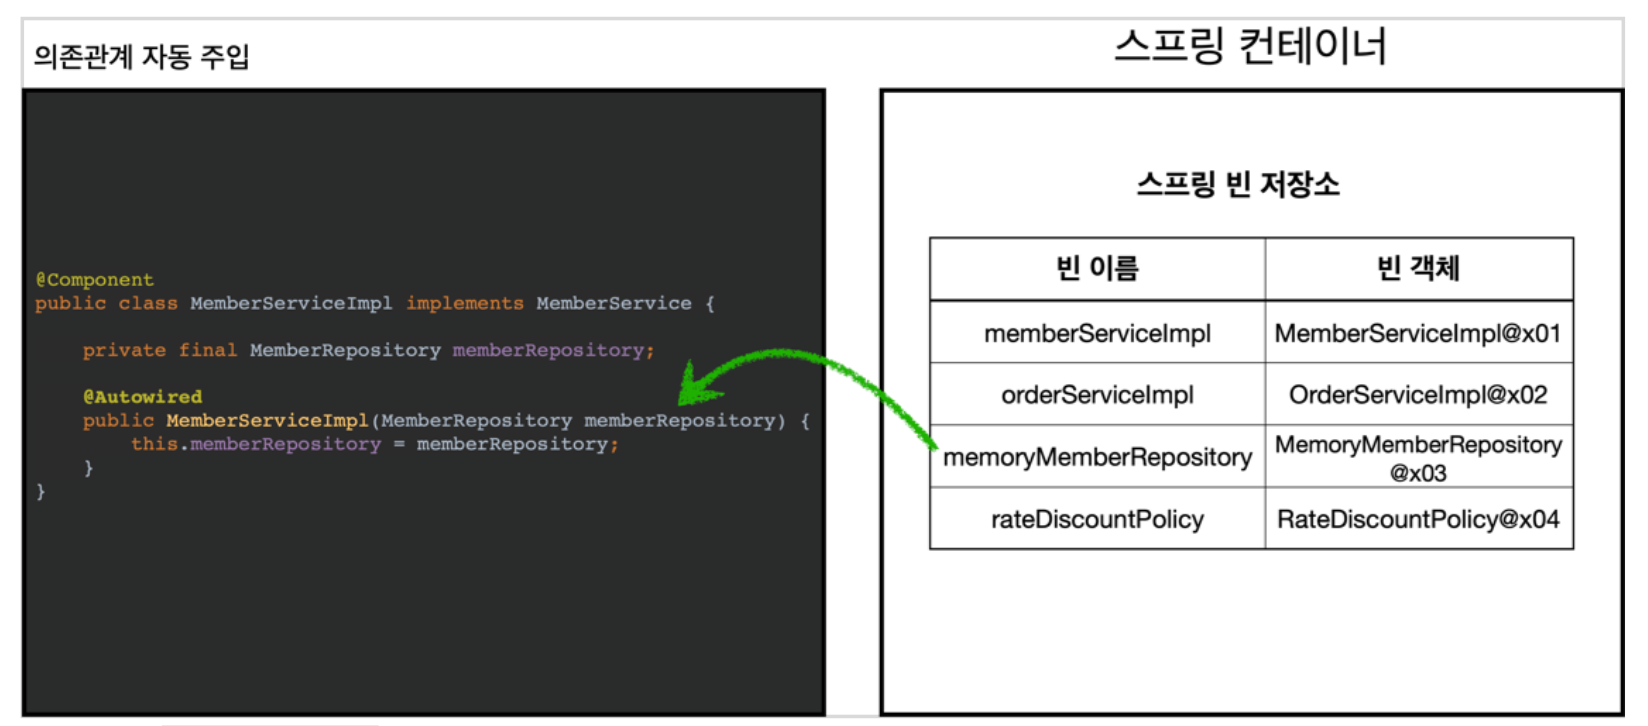 의존관계 자동 주입
스프링 컨테이너
@Component
public class MemberServiceImpl implements MemberService {
private final MemberRepository memberRepository;
@Autowired
public MemberServiceImpl(MemberRepository memberRepository) {
this.memberRepository = memberRepository;
}
}
스프링 빈 저장소
빈 이름 빈 객체
memberServiceImpl MemberServiceImpl@x01
orderServiceImpl OrderServiceImpl@x02
memoryMemberRepository MemoryMemberRepository
@x03
rateDiscountPolicy RateDiscountPolicy@x04